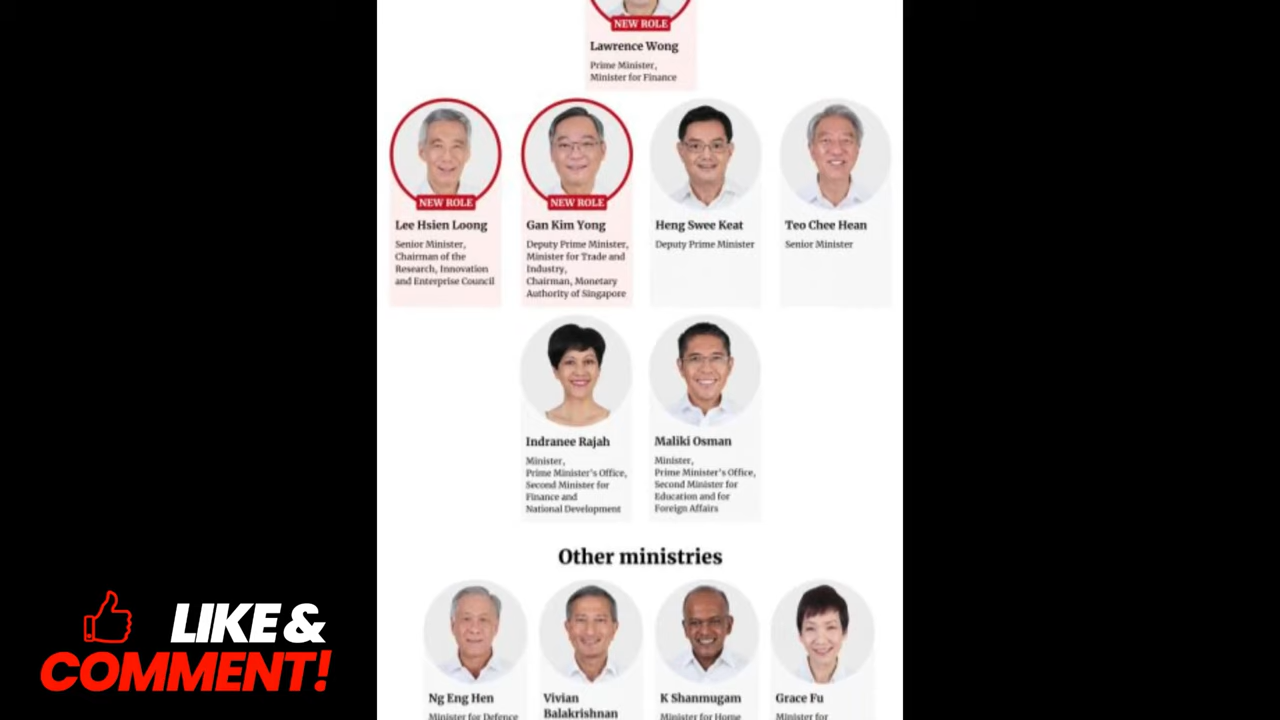 NEW ROLE
Lawrence Wong
Prime Minister,
Minister for Finance
NEW ROLE
Lee Hsien Loong
Senior Minister,
Chairman of the
Research, Innovation
and Enterprise Council
NEW ROLE
Gan Kim Yong
Deputy Prime Minister,
Minister for Trade and
Industry,
Chairman, Monetary
Authority of Singapore
Heng Swee Keat
Deputy Prime Minister
Teo Chee Hean
Senior Minister
Indranee Rajah
Minister,
Prime Minister's Office,
Second Minister for
Finance and
National Development
Maliki Osman
Minister,
Prime Minister's Office,
Second Minister for
Education and for
Foreign Affairs
Other ministries
Ng Eng Hen
Minister for Defence
Vivian
Balakrishnan
K Shanmugam
Minister for Home
Grace Fu
Minister for
LIKE &
COMMENT!